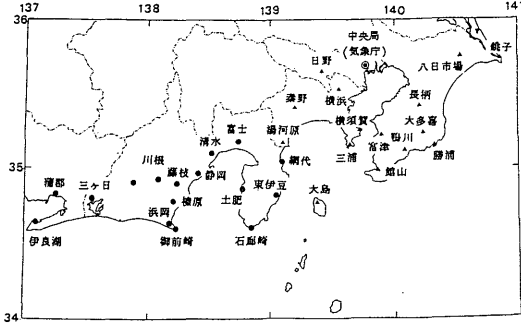 137
138
139
140
141
36
35
34
中央局
(気象庁)
銚子
日野
八日市場
秦野
横浜
長柄
横須賀
大多喜
富士
湯河原
鴨川
清水
三浦
富津
勝浦
川根
藤枝
静岡
網代
館山
蒲郡
三ヶ日
榛原
土肥
東伊豆
大島
浜岡
伊良湖
御前崎
石廊崎